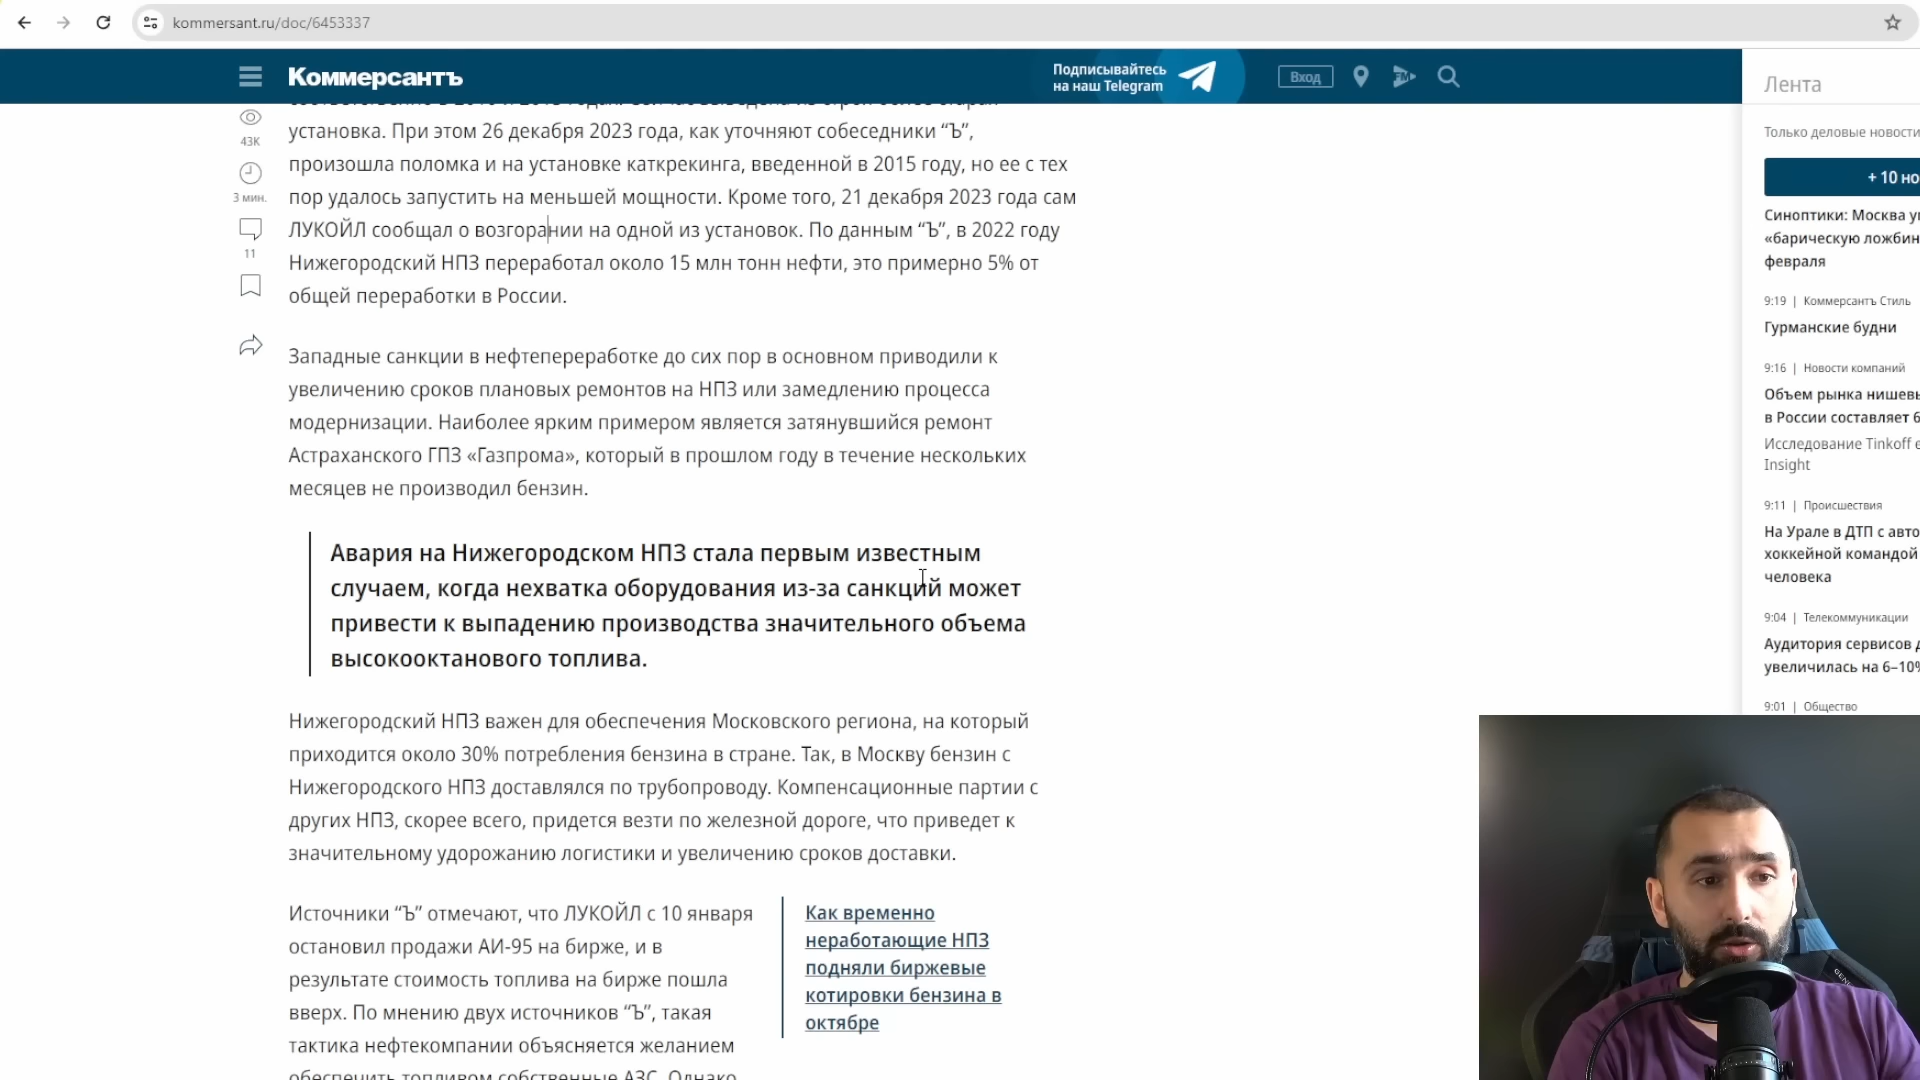 kommersant.ru/doc/6453337
Коммерсантъ
Подписывайтесь
на наш Telegram
Вход
FM
43K
3 мин.
11
установка. При этом 26 декабря 2023 года, как уточняют собеседники “Ъ”,
произошла поломка и на установке каткрекинга, введенной в 2015 году, но ее с тех
пор удалось запустить на меньшей мощности. Кроме того, 21 декабря 2023 года сам
ЛУКОЙЛ сообщал о возгорании на одной из установок. По данным “Ъ”, в 2022 году
Нижегородский НПЗ переработал около 15 млн тонн нефти, это примерно 5% от
общей переработки в России.
Западные санкции в нефтепереработке до сих пор в основном приводили к
увеличению сроков плановых ремонтов на НПЗ или замедлению процесса
модернизации. Наиболее ярким примером является затянувшийся ремонт
Астраханского ГПЗ «Газпрома», который в прошлом году в течение нескольких
месяцев не производил бензин.
Авария на Нижегородском НПЗ стала первым известным
случаем, когда нехватка оборудования из-за санкций может
привести к выпадению производства значительного объема
высокооктанового топлива.
Нижегородский НПЗ важен для обеспечения Московского региона, на который
приходится около 30% потребления бензина в стране. Так, в Москву бензин с
Нижегородского НПЗ доставлялся по трубопроводу. Компенсационные партии с
других НПЗ, скорее всего, придется везти по железной дороге, что приведет к
значительному удорожанию логистики и увеличению сроков доставки.
Источники “Ъ” отмечают, что ЛУКОЙЛ с 10 января
остановил продажи АИ-95 на бирже, и в
результате стоимость топлива на бирже пошла
вверх. По мнению двух источников “Ъ”, такая
тактика нефтекомпании объясняется желанием
обеспечить топливом собственные АЗС. Однако
Как временно
неработающие НПЗ
подняли биржевые
котировки бензина в
октябре
Лента
Только деловые новости
+ 10 но
Синоптики: Москва у
«барическую ложбин
февраля
9:19 | Коммерсантъ Стиль
Гурманские будни
9:16 | Новости компаний
Объем рынка нишевы
в России составляет 6
Исследование Tinkoff e
Insight
9:11 | Происшествия
На Урале в ДТП с авто
хоккейной командой
человека
9:04 | Телекоммуникации
Аудитория сервисов д
увеличилась на 6–10%
9:01 | Общество